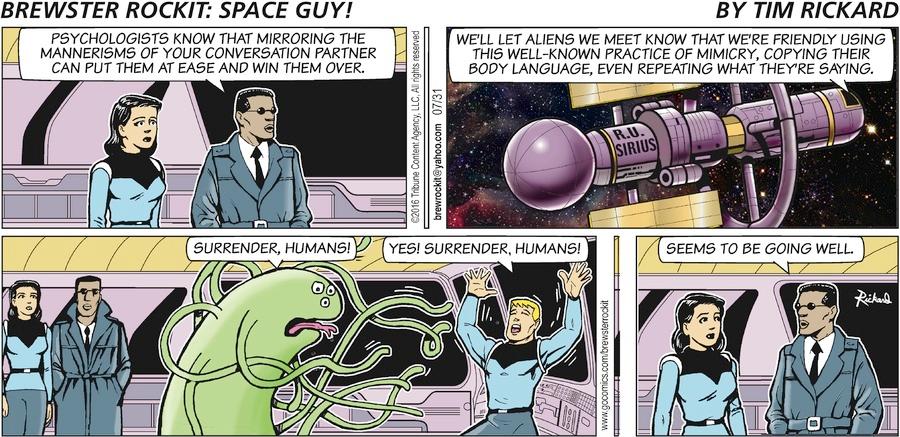 BREWSTER ROCKIT: SPACE GUY!
BY TIM RICKARD
PSYCHOLOGISTS KNOW THAT MIRRORING THE
MANNERISMS OF YOUR CONVERSATION PARTNER
CAN PUT THEM AT EASE AND WIN THEM OVER.
©2016 Tribune Content Agency, LLC. All rights reserved
brewrockit@yahoo.com 07/31
WE'LL LET ALIENS WE MEET KNOW THAT WE'RE FRIENDLY USING
THIS WELL-KNOWN PRACTICE OF MIMICRY, COPYING THEIR
BODY LANGUAGE, EVEN REPEATING WHAT THEY'RE SAYING.
R.U.
SIRIUS
SURRENDER, HUMANS!
YES! SURRENDER, HUMANS!
www.gocomics.com/brewsterrockit
SEEMS TO BE GOING WELL.
Rickard